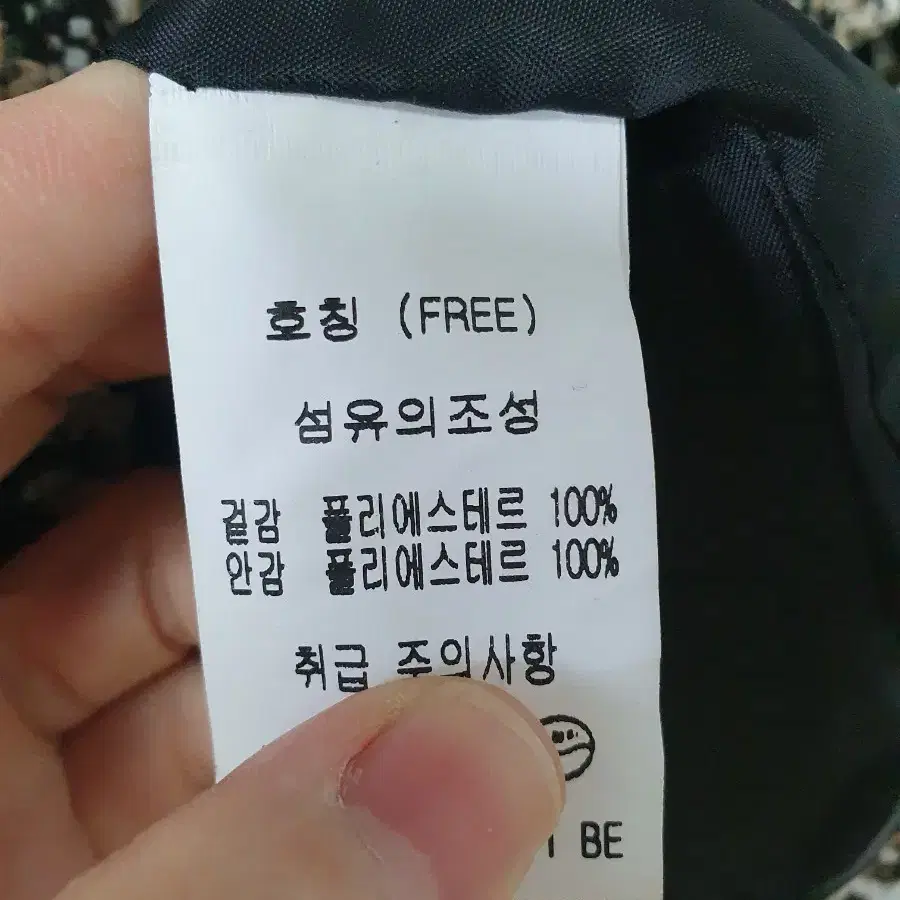 호칭 (FREE)
섬유의조성
겉감 폴리에스테르 100%
안감 폴리에스테르 100%
취급 주의사항
BE